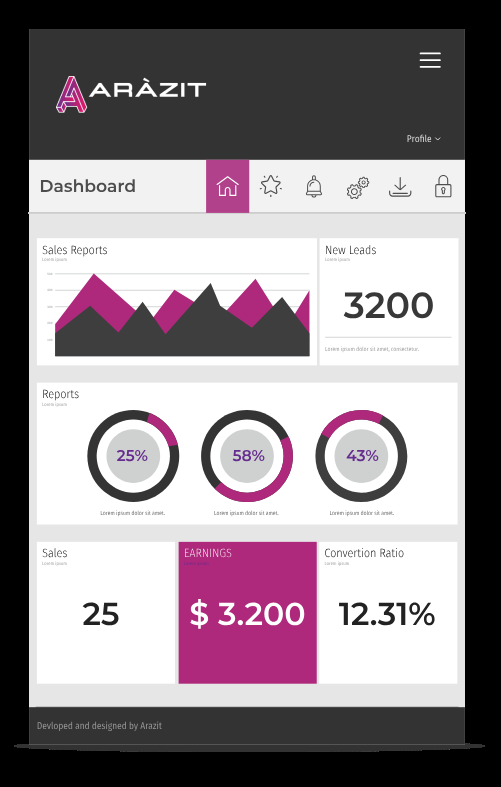 ARÀZIT
Profile
Dashboard
Sales Reports
Lorem ipsum
New Leads
Lorem ipsum
3200
Lorem ipsum dolor sit amet, consectetur.
Reports
Lorem ipsum
25%
58%
43%
Lorem ipsum dolor sit amet.
Lorem ipsum dolor sit amet.
Lorem ipsum dolor sit amet.
Sales
Lorem ipsum
EARNINGS
Convertion Ratio
Lorem ipsum
25
$ 3.200
12.31%
Devloped and designed by Arazit